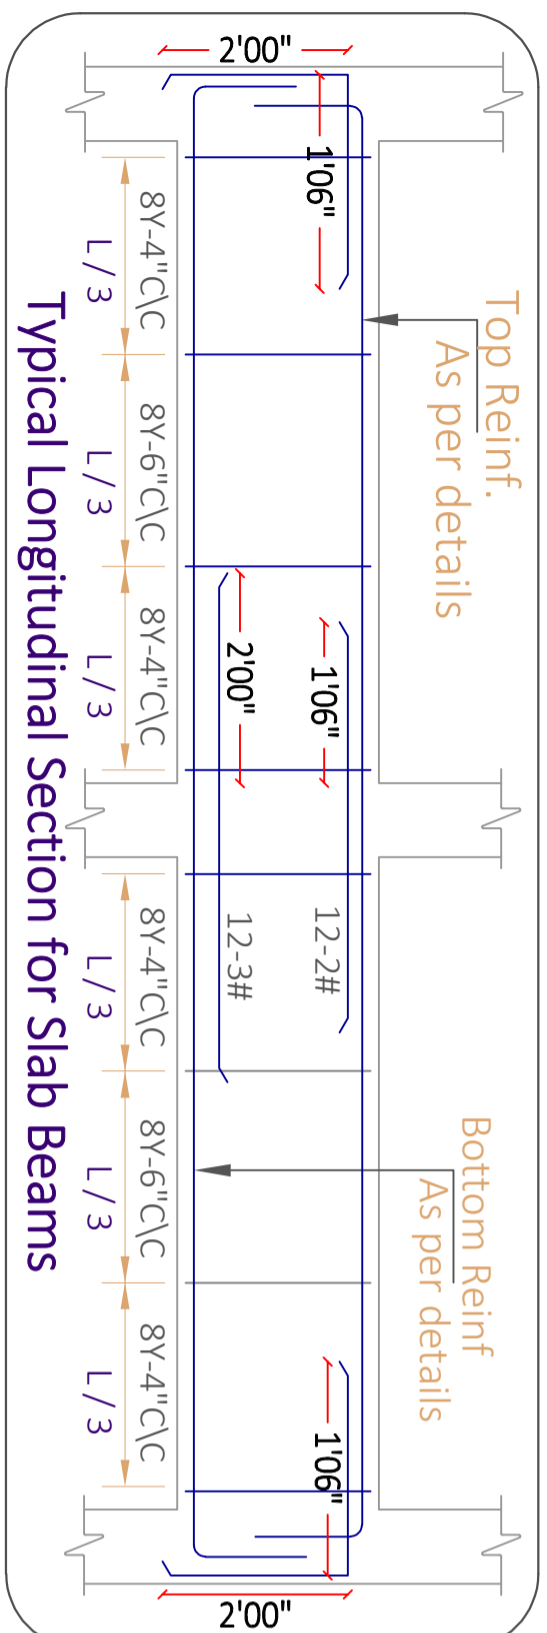 Top Reinf.
As per details
Bottom Reinf
As per details
2'00"
1'06"
1'06"
12-2#
1'06"
2'00"
2'00"
12-3#
8Y-4"C\C
8Y-6"C\C
8Y-4"C\C
8Y-4"C\C
8Y-6"C\C
8Y-4"C\C
L / 3
L / 3
L / 3
L / 3
L / 3
L / 3
Typical Longitudinal Section for Slab Beams